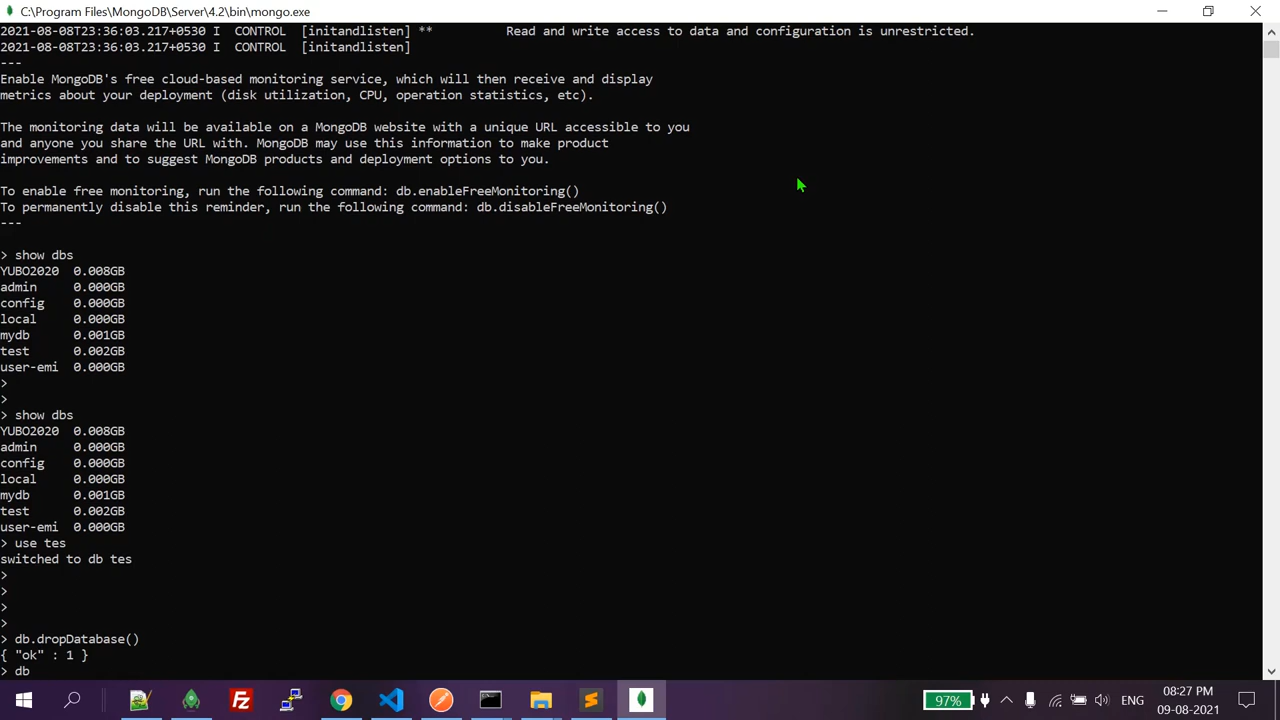 C:\Program Files\MongoDB\Server\4.2\bin\mongo.exe
2021-08-08T23:36:03.217+0530 I  CONTROL  [initandlisten] **          Read and write access to data and configuration is unrestricted.
2021-08-08T23:36:03.217+0530 I  CONTROL  [initandlisten]
---
Enable MongoDB's free cloud-based monitoring service, which will then receive and display
metrics about your deployment (disk utilization, CPU, operation statistics, etc).

The monitoring data will be available on a MongoDB website with a unique URL accessible to you
and anyone you share the URL with. MongoDB may use this information to make product
improvements and to suggest MongoDB products and deployment options to you.

To enable free monitoring, run the following command: db.enableFreeMonitoring()
To permanently disable this reminder, run the following command: db.disableFreeMonitoring()
---

> show dbs
YUBO2020  0.008GB
admin     0.000GB
config    0.000GB
local     0.000GB
mydb      0.001GB
test      0.002GB
user-emi  0.000GB
>
>
> show dbs
YUBO2020  0.008GB
admin     0.000GB
config    0.000GB
local     0.000GB
mydb      0.001GB
test      0.002GB
user-emi  0.000GB
> use tes
switched to db tes
>
>
>
>
> db.dropDatabase()
{ "ok" : 1 }
> db
Fz
97%
ENG
08:27 PM
09-08-2021